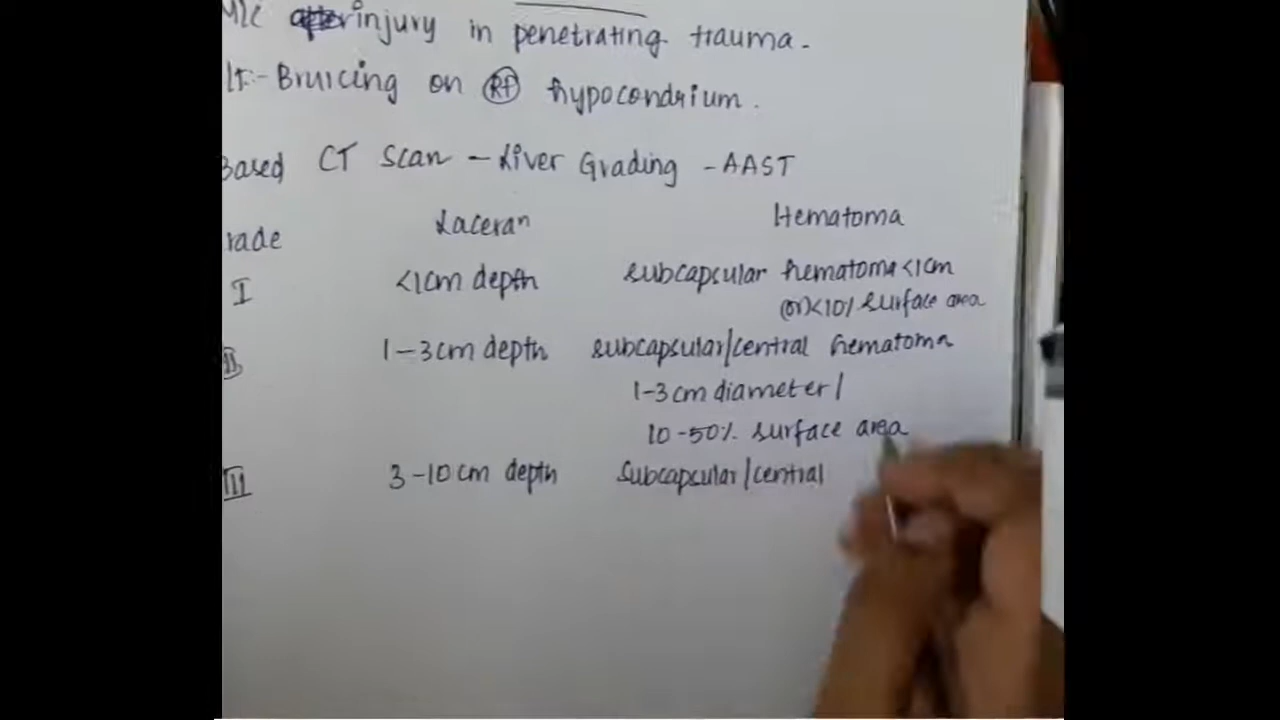 M/C after injury in penetrating trauma.
If:- Bruicing on Rt hypocondrium.
Based CT Scan - Liver Grading - AAST
rade Laceran Hematoma
I <1cm depth subcapsular hematoma <1cm
(or) <10% surface area
II 1-3cm depth subcapsular/central hematoma
1-3cm diameter/
10-50% surface area
III 3-10cm depth subcapsular/central